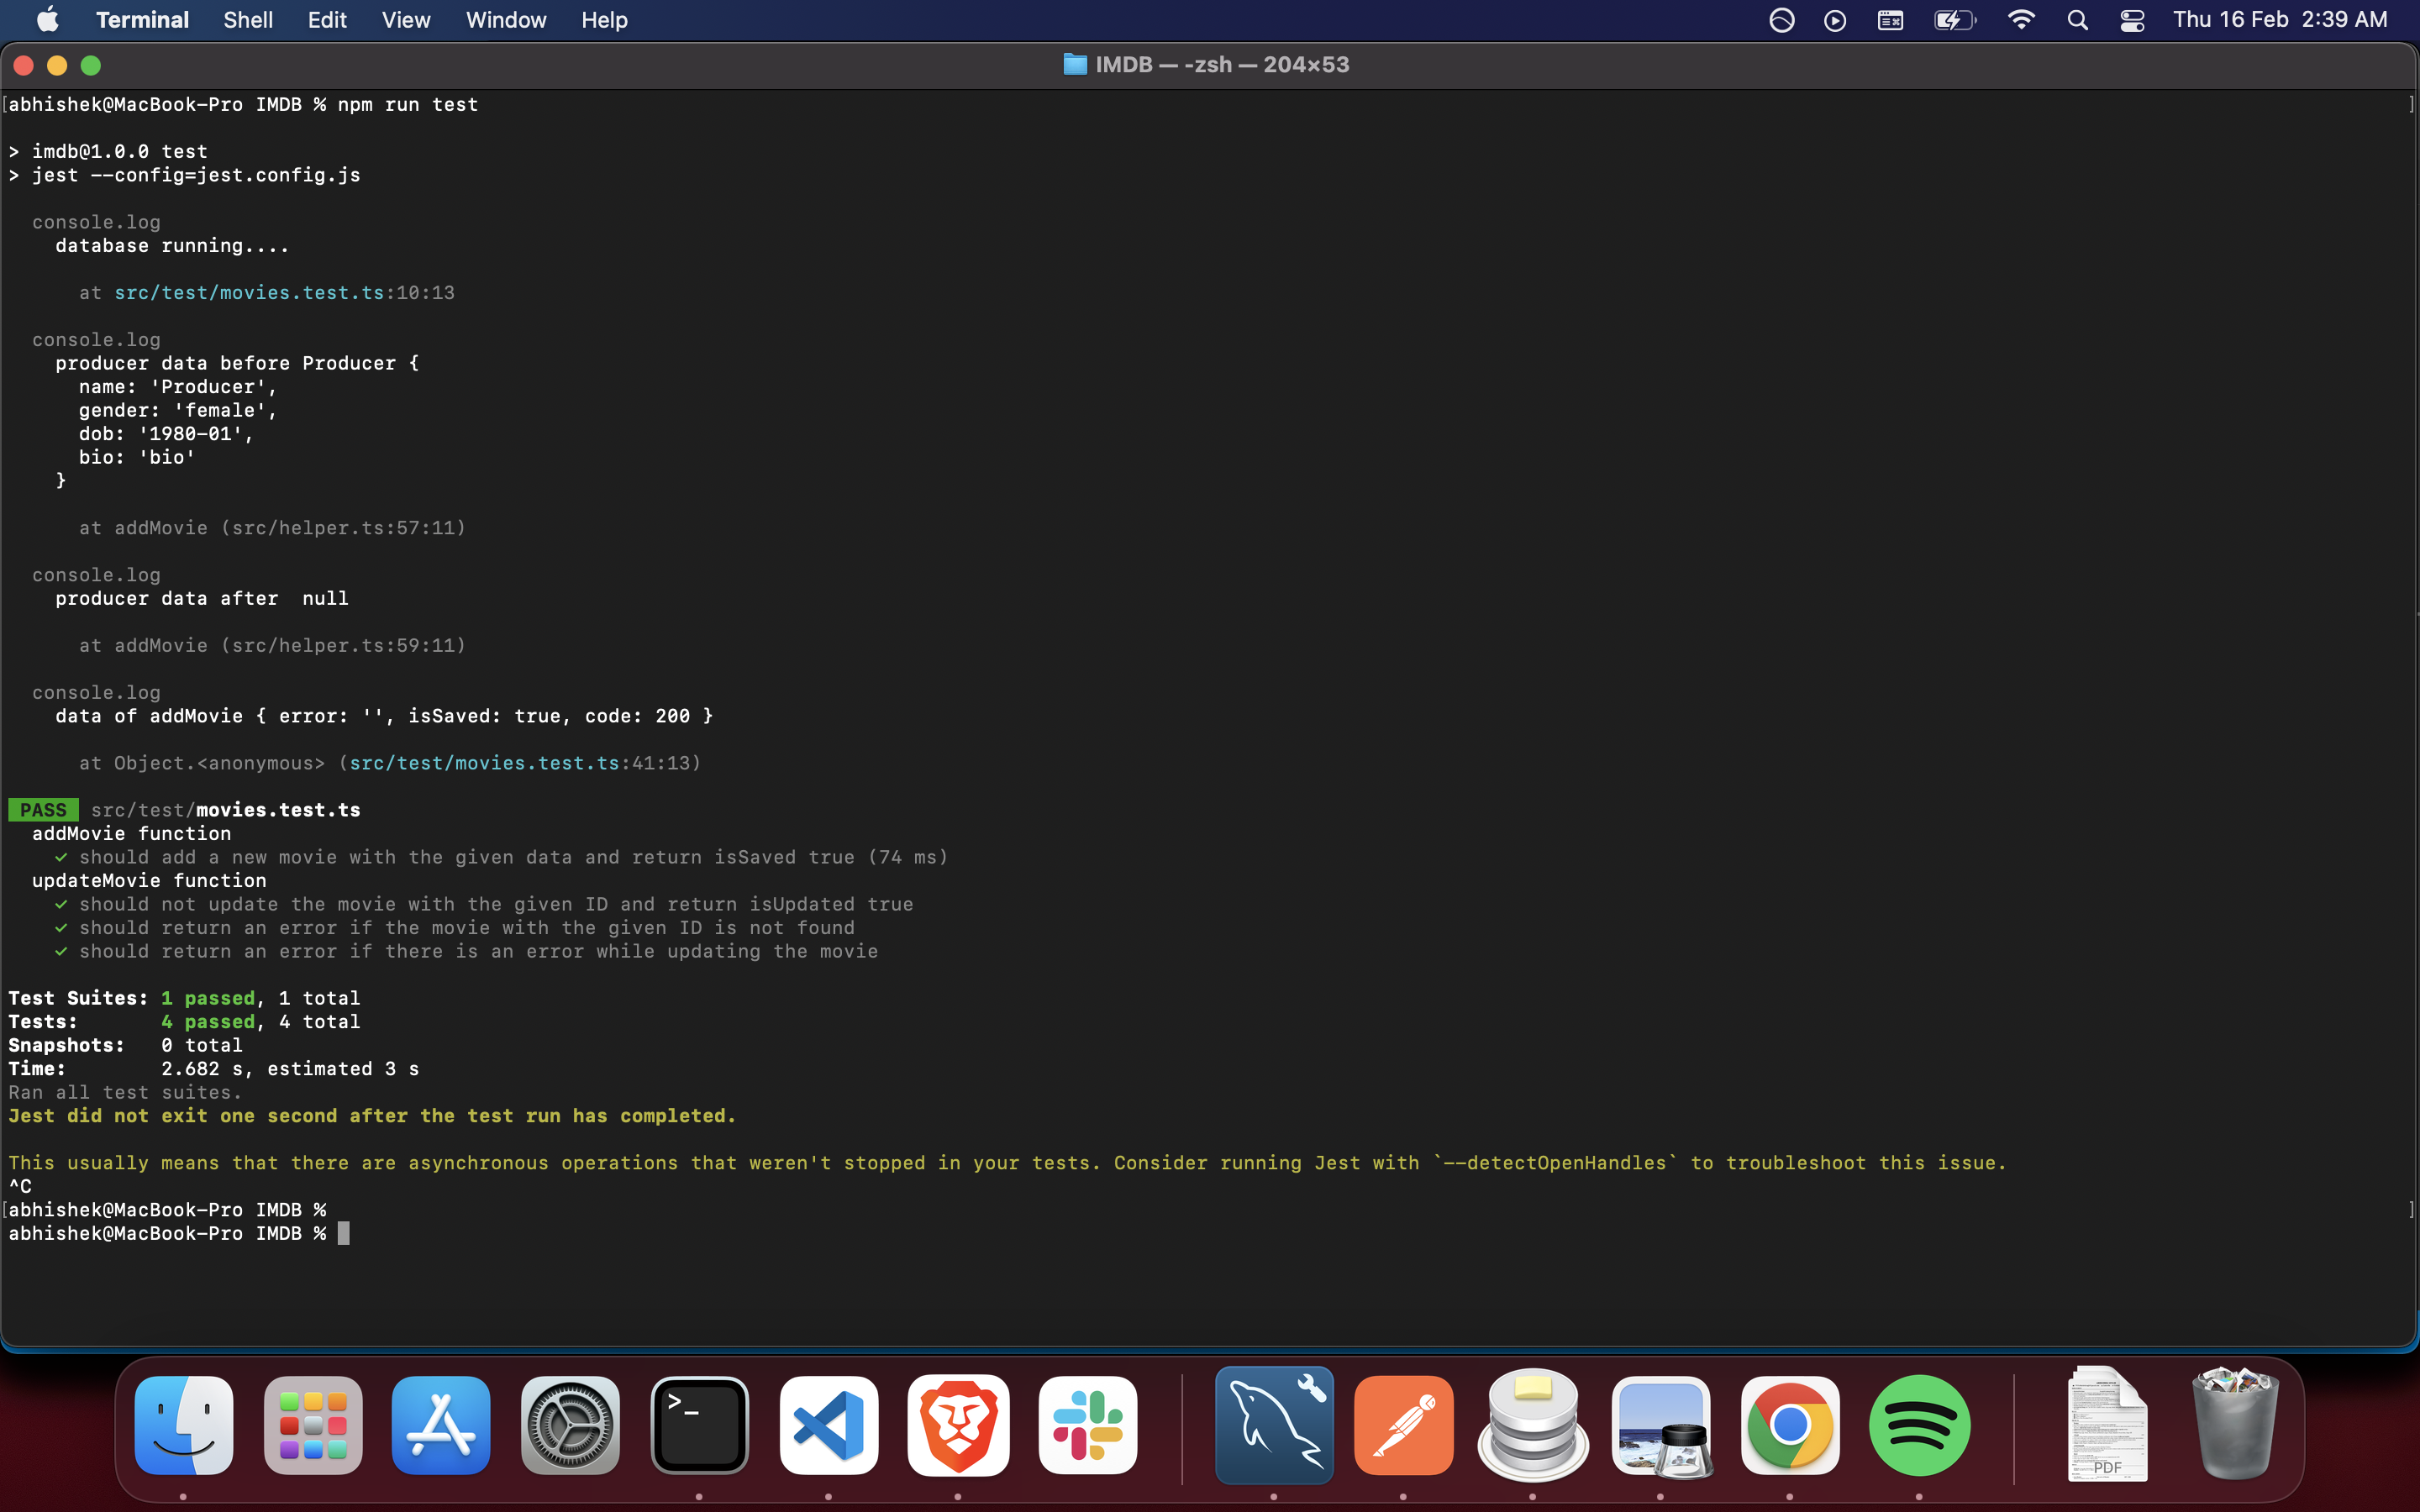 Terminal Shell Edit View Window Help Thu 16 Feb 2:39 AM
IMDB — -zsh — 204×53
[abhishek@MacBook-Pro IMDB % npm run test ]
> imdb@1.0.0 test
> jest --config=jest.config.js
console.log
database running....
at src/test/movies.test.ts:10:13
console.log
producer data before Producer {
name: 'Producer',
gender: 'female',
dob: '1980-01',
bio: 'bio'
}
at addMovie (src/helper.ts:57:11)
console.log
producer data after  null
at addMovie (src/helper.ts:59:11)
console.log
data of addMovie { error: '', isSaved: true, code: 200 }
at Object.<anonymous> (src/test/movies.test.ts:41:13)
PASS src/test/movies.test.ts
addMovie function
✓ should add a new movie with the given data and return isSaved true (74 ms)
updateMovie function
✓ should not update the movie with the given ID and return isUpdated true
✓ should return an error if the movie with the given ID is not found
✓ should return an error if there is an error while updating the movie
Test Suites: 1 passed, 1 total
Tests:       4 passed, 4 total
Snapshots:   0 total
Time:        2.682 s, estimated 3 s
Ran all test suites.
Jest did not exit one second after the test run has completed.
This usually means that there are asynchronous operations that weren't stopped in your tests. Consider running Jest with `--detectOpenHandles` to troubleshoot this issue.
^C
[abhishek@MacBook-Pro IMDB % ]
abhishek@MacBook-Pro IMDB %
>_
PDF